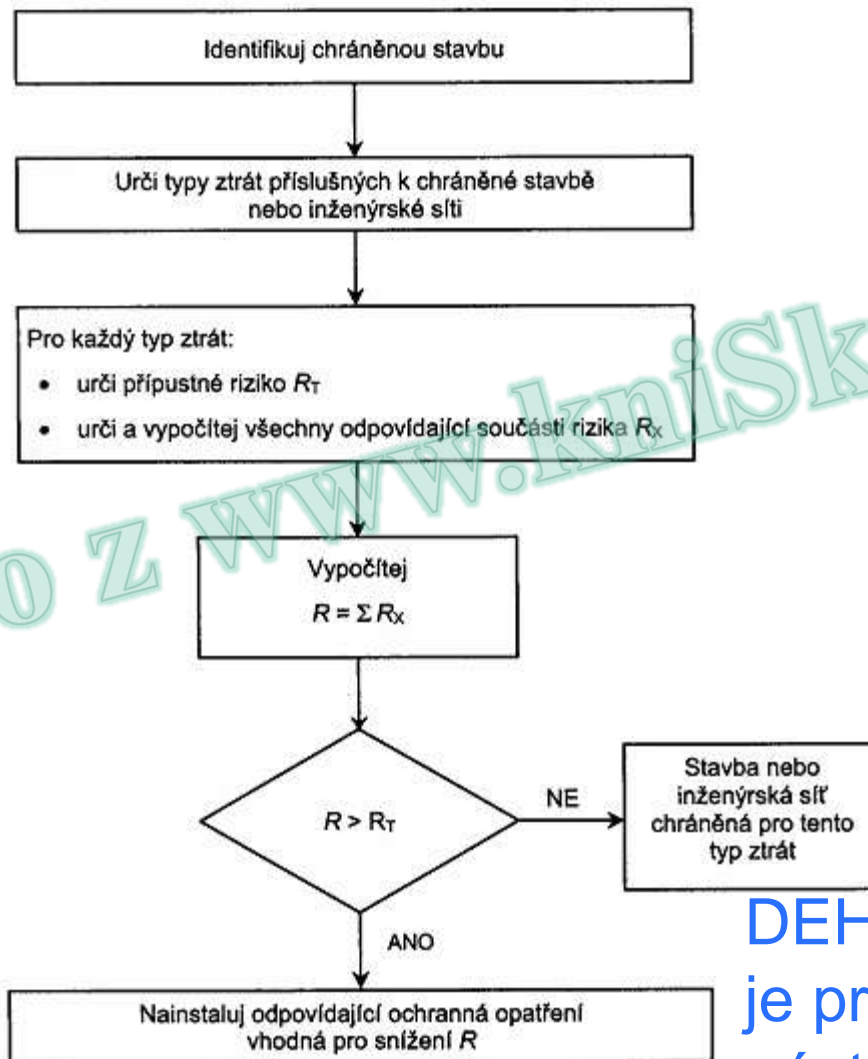 Identifikuj chráněnou stavbu
Urči typy ztrát příslušných k chráněné stavbě
nebo inženýrské síti
Pro každý typ ztrát:
• urči přípustné riziko RT
• urči a vypočítej všechny odpovídající součásti rizika RX
Vypočítej
R = Σ RX
R > RT
NE
Stavba nebo
inženýrská síť
chráněná pro tento
typ ztrát
ANO
Nainstaluj odpovídající ochranná opatření
vhodná pro snížení R
o z www.kniSk
DEH
je pr